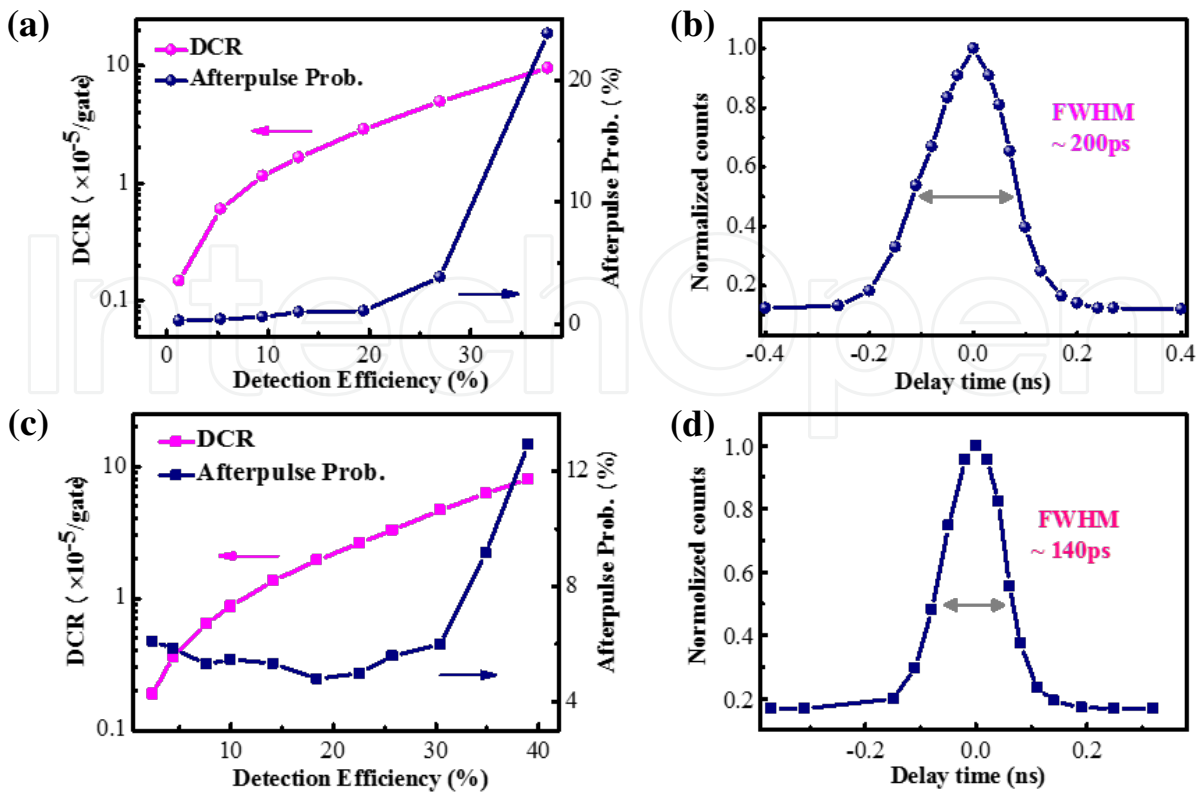 (a)
DCR
Afterpulse Prob.
DCR ( ×10⁻⁵/gate)
10
1
0.1
Afterpulse Prob. (%)
20
10
0
0 10 20 30
Detection Efficiency (%)
(b)
Normalized counts
1.0
0.8
0.6
0.4
0.2
FWHM
~ 200ps
-0.4 -0.2 0.0 0.2 0.4
Delay time (ns)
(c)
DCR
Afterpulse Prob.
DCR ( ×10⁻⁵/gate)
10
1
0.1
Afterpulse Prob. (%)
12
8
4
10 20 30 40
Detection Efficiency (%)
(d)
Normolized counts
1.0
0.8
0.6
0.4
0.2
FWHM
~ 140ps
-0.2 0.0 0.2
Delay time (ns)
IntechOpen